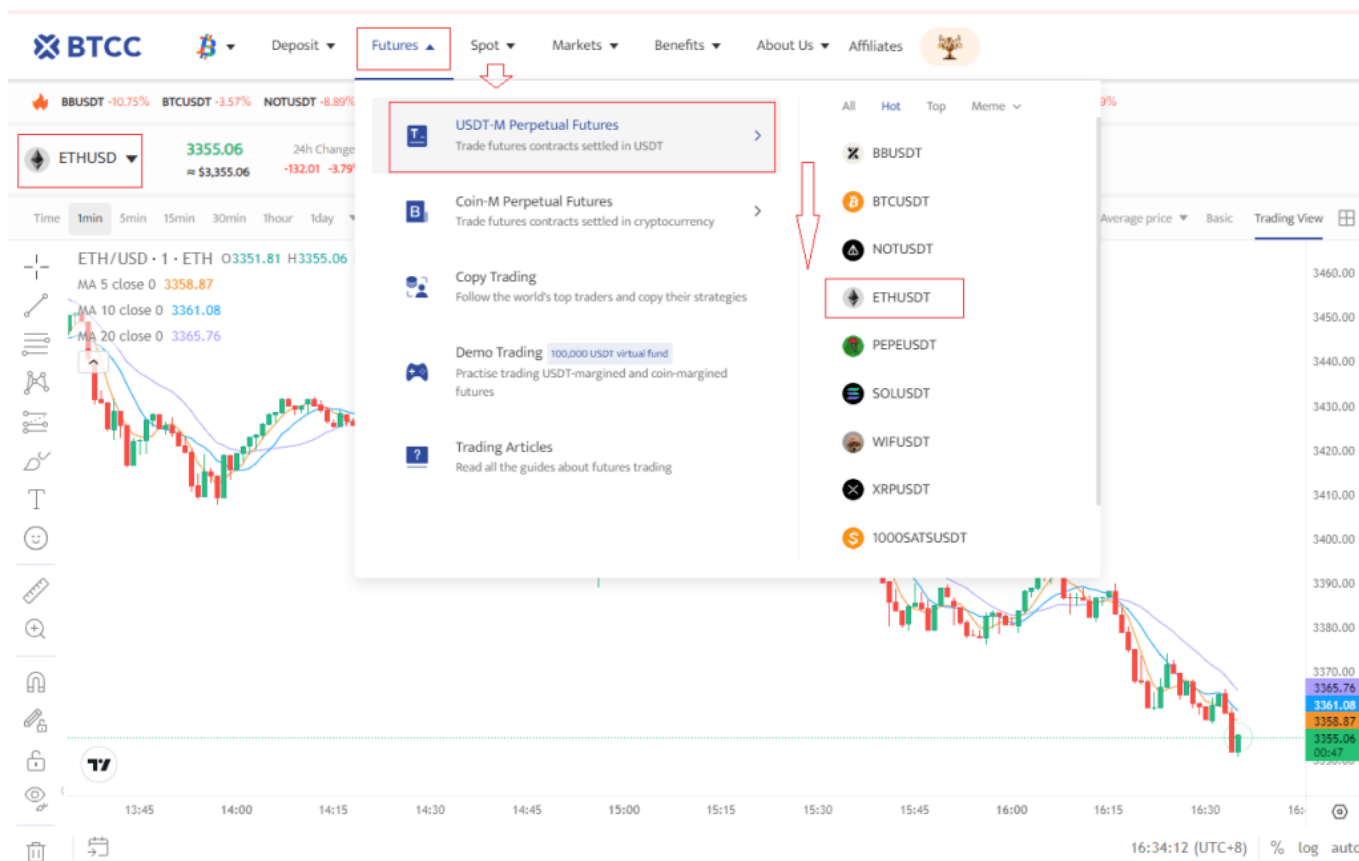 BTCC
Deposit
Futures
Spot
Markets
Benefits
About Us
Affiliates
BBUSDT -10.75% BTCUSDT -3.57% NOTUSDT -8.89%
9%
ETHUSD
3355.06
≈ $3,355.06
24h Change
-132.01 -3.79%
Time 1min 5min 15min 30min 1hour 1day
Average price Basic Trading View
USDT-M Perpetual Futures
Trade futures contracts settled in USDT
Coin-M Perpetual Futures
Trade futures contracts settled in cryptocurrency
Copy Trading
Follow the world's top traders and copy their strategies
Demo Trading 100,000 USDT virtual fund
Practise trading USDT-margined and coin-margined
futures
Trading Articles
Read all the guides about futures trading
All Hot Top Meme
BBUSDT
BTCUSDT
NOTUSDT
ETHUSDT
PEPEUSDT
SOLUSDT
WIFUSDT
XRPUSDT
1000SATSUSDT
ETH/USD · 1 · ETH O3351.81 H3355.06
MA 5 close 0 3358.87
MA 10 close 0 3361.08
MA 20 close 0 3365.76
3460.00
3450.00
3440.00
3430.00
3420.00
3410.00
3400.00
3390.00
3380.00
3370.00
3365.76
3361.08
3358.87
3355.06
00:47
13:45 14:00 14:15 14:30 14:45 15:00 15:15 15:30 15:45 16:00 16:15 16:30 16:
16:34:12 (UTC+8) % log auto